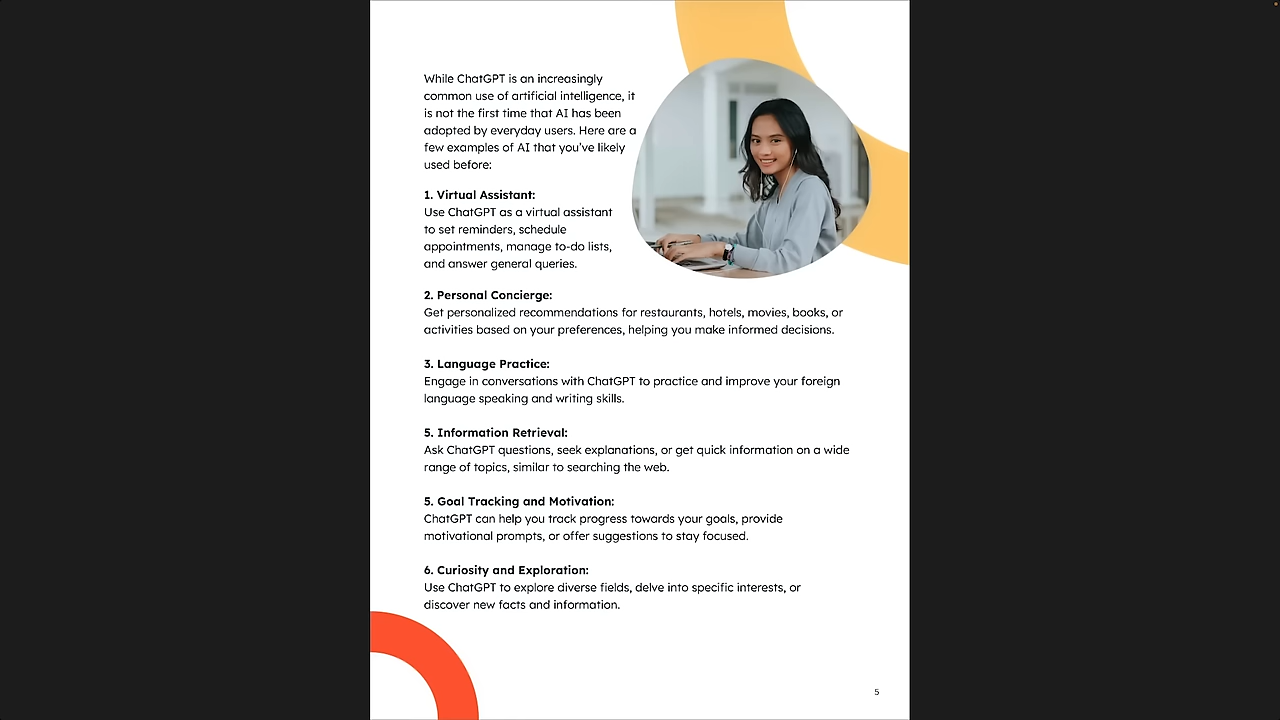 While ChatGPT is an increasingly
common use of artificial intelligence, it
is not the first time that AI has been
adopted by everyday users. Here are a
few examples of AI that you've likely
used before:
1. Virtual Assistant:
Use ChatGPT as a virtual assistant
to set reminders, schedule
appointments, manage to-do lists,
and answer general queries.
2. Personal Concierge:
Get personalized recommendations for restaurants, hotels, movies, books, or
activities based on your preferences, helping you make informed decisions.
3. Language Practice:
Engage in conversations with ChatGPT to practice and improve your foreign
language speaking and writing skills.
5. Information Retrieval:
Ask ChatGPT questions, seek explanations, or get quick information on a wide
range of topics, similar to searching the web.
5. Goal Tracking and Motivation:
ChatGPT can help you track progress towards your goals, provide
motivational prompts, or offer suggestions to stay focused.
6. Curiosity and Exploration:
Use ChatGPT to explore diverse fields, delve into specific interests, or
discover new facts and information.
5